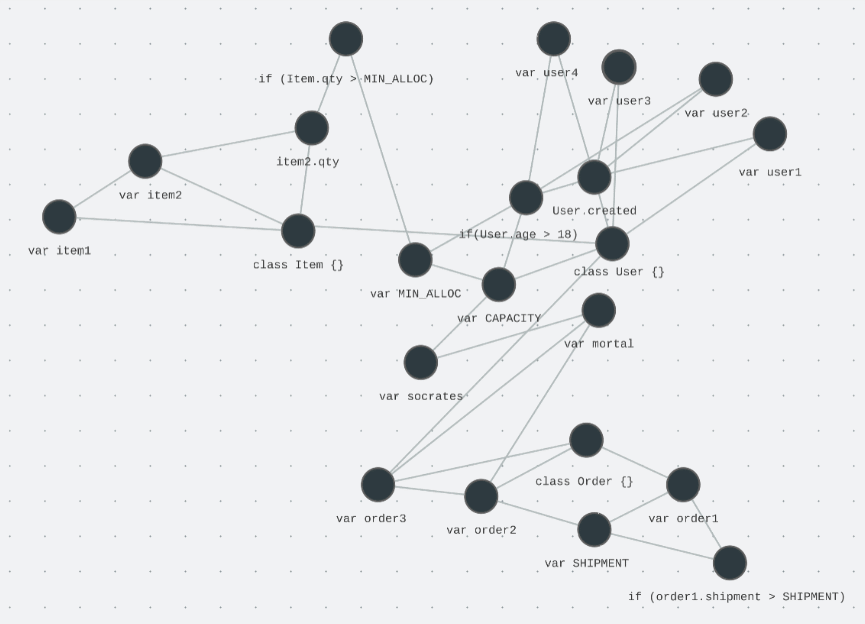 if (Item.qty > MIN_ALLOC)
var user4
var user3
var user2
item2.qty
var user1
var item2
User.created
if(User.age > 18)
var item1
class Item {}
class User {}
var MIN_ALLOC
var CAPACITY
var mortal
var socrates
class Order {}
var order3
var order2
var order1
var SHIPMENT
if (order1.shipment > SHIPMENT)